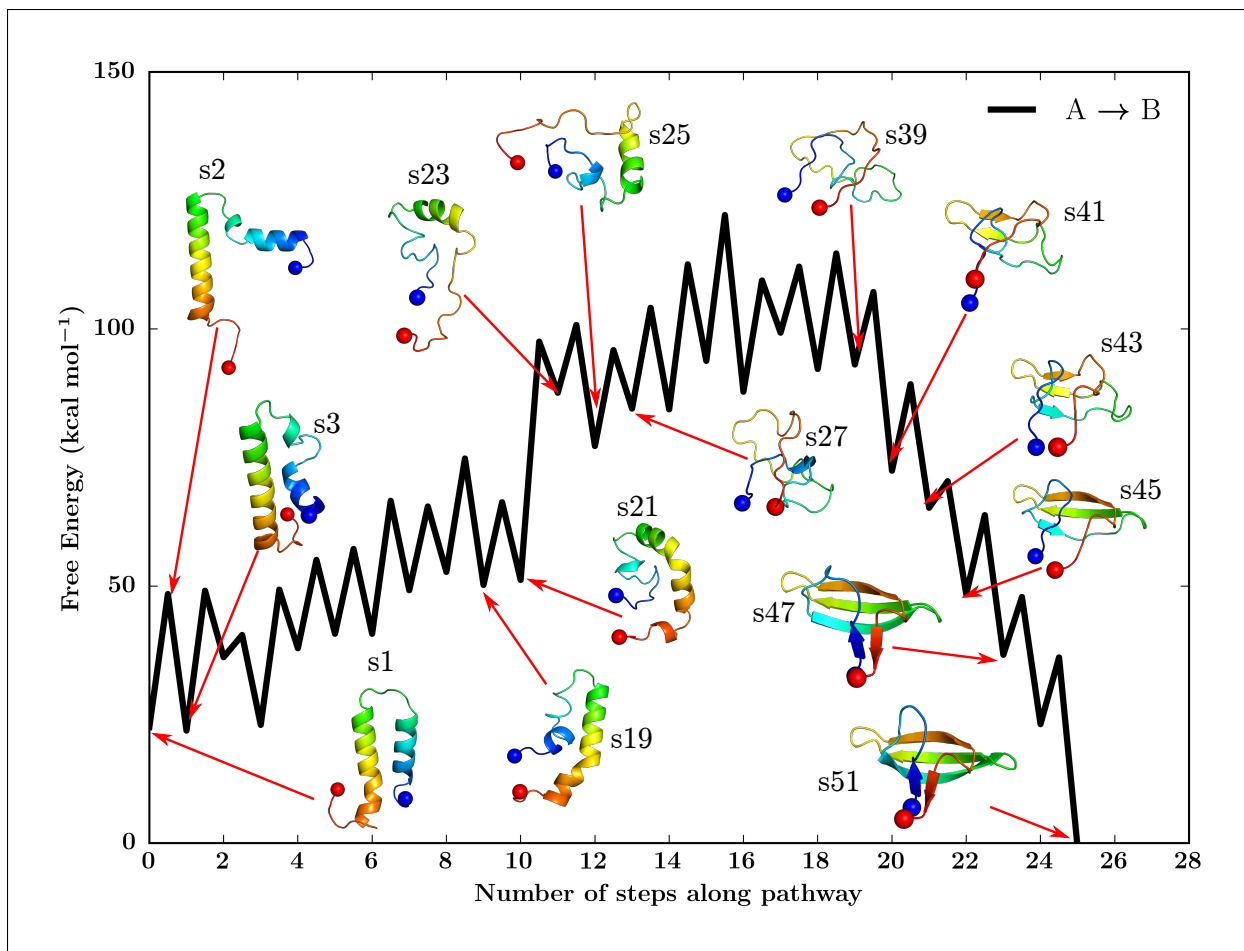 150
A → B
s25
s39
s2
s23
s41
100
Free Energy (kcal mol⁻¹)
s43
s3
s27
s45
s21
50
s47
s1
s19
s51
0
0 2 4 6 8 10 12 14 16 18 20 22 24 26 28
Number of steps along pathway